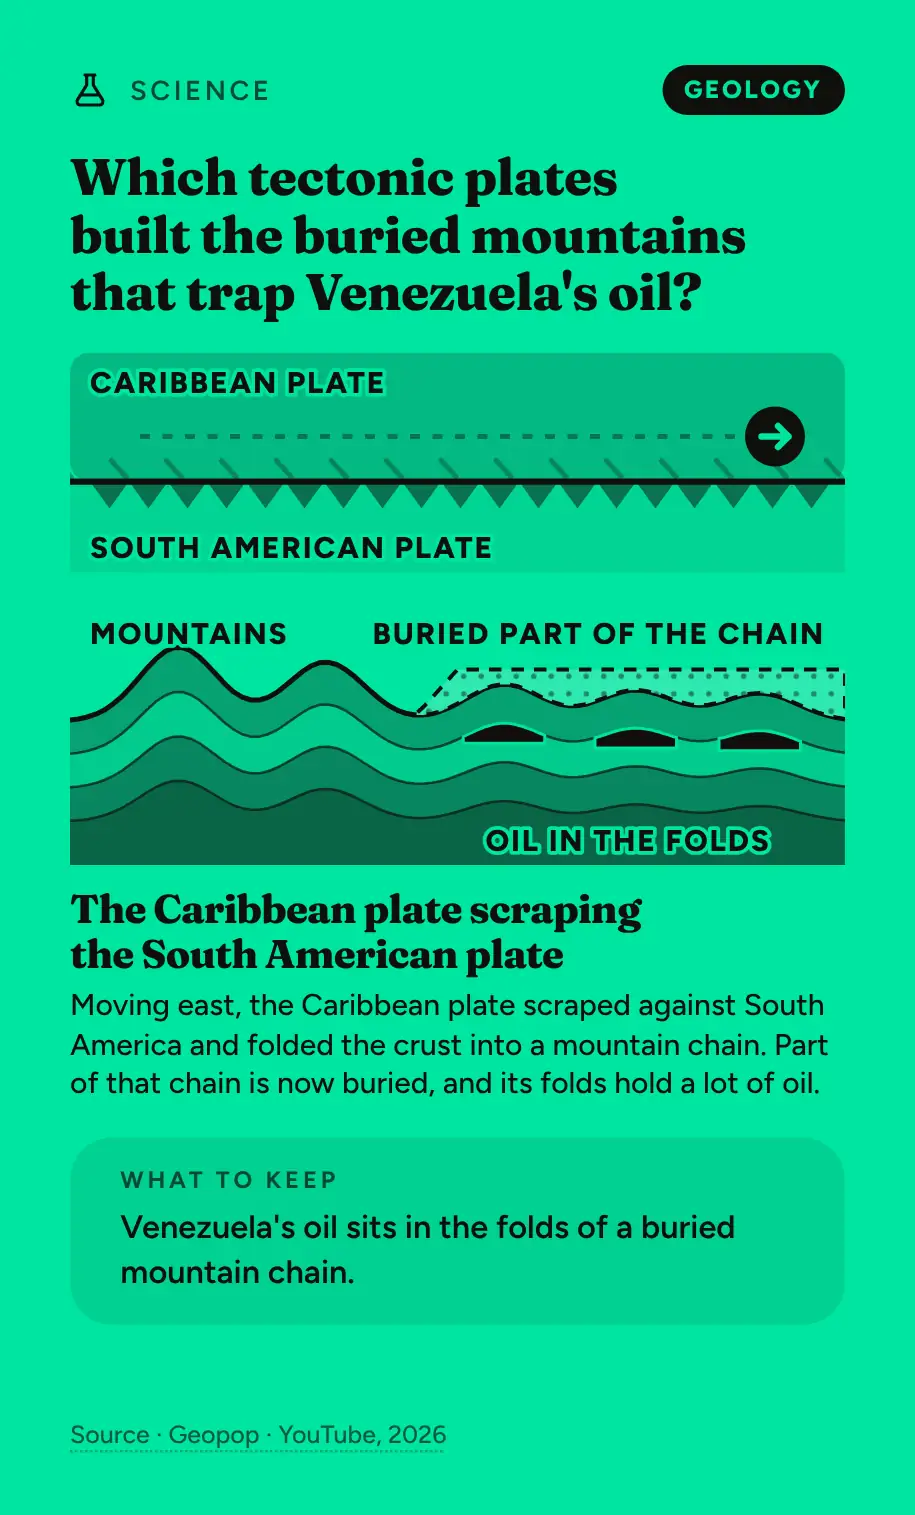 SCIENCE
GEOLOGY
Which tectonic plates
built the buried mountains
that trap Venezuela's oil?
CARIBBEAN PLATE
SOUTH AMERICAN PLATE
MOUNTAINS
BURIED PART OF THE CHAIN
OIL IN THE FOLDS
The Caribbean plate scraping
the South American plate
Moving east, the Caribbean plate scraped against South
America and folded the crust into a mountain chain. Part
of that chain is now buried, and its folds hold a lot of oil.
WHAT TO KEEP
Venezuela's oil sits in the folds of a buried
mountain chain.
Source · Geopop · YouTube, 2026